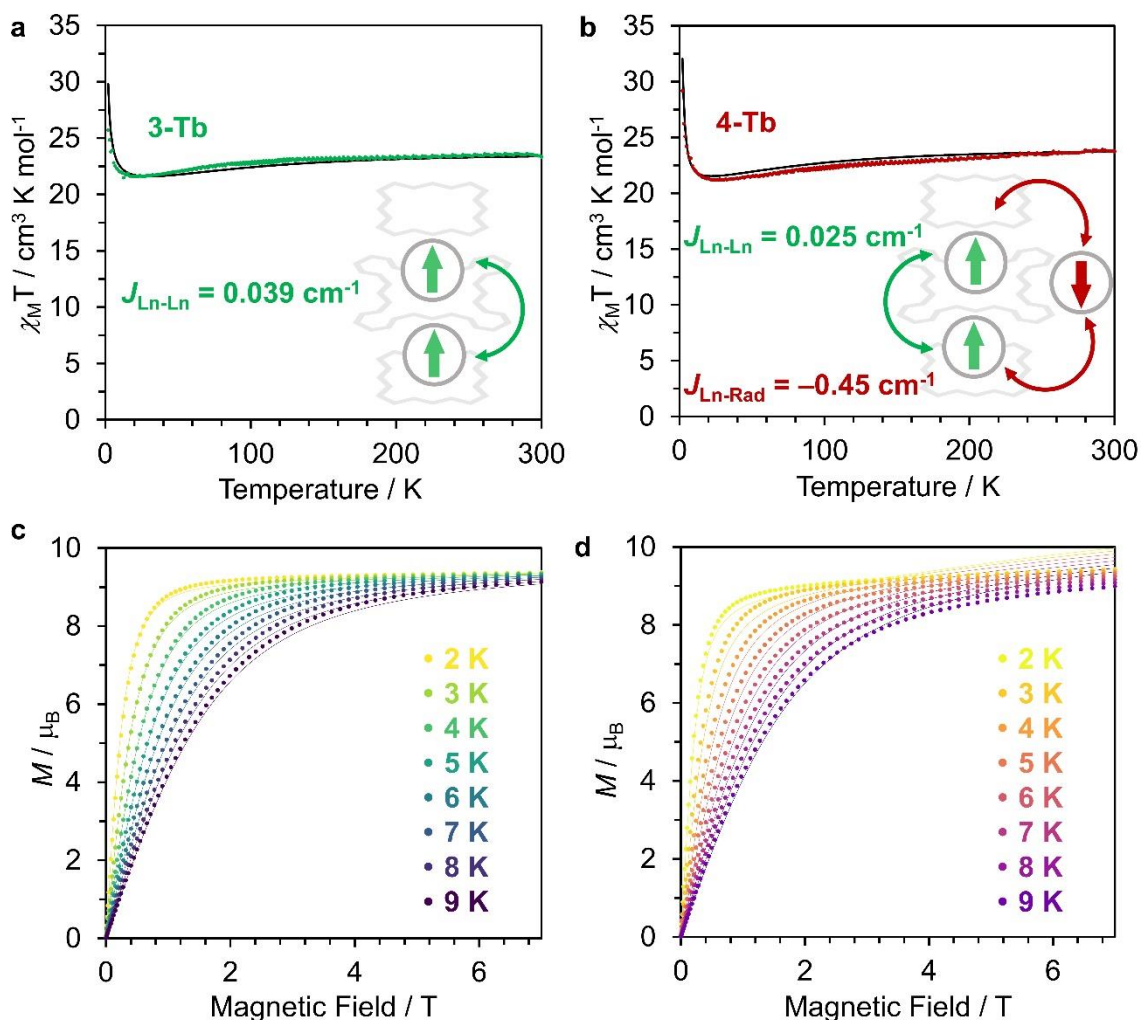 a
35
30
25
20
15
10
5
0
χMT / cm³ K mol⁻¹
3-Tb
JLn-Ln = 0.039 cm⁻¹
0 100 200 300
Temperature / K
b
35
30
25
20
15
10
5
0
χMT / cm³ K mol⁻¹
4-Tb
JLn-Ln = 0.025 cm⁻¹
JLn-Rad = –0.45 cm⁻¹
0 100 200 300
Temperature / K
c
10
8
6
4
2
0
M / μB
2 K
3 K
4 K
5 K
6 K
7 K
8 K
9 K
0 2 4 6
Magnetic Field / T
d
10
8
6
4
2
0
M / μB
2 K
3 K
4 K
5 K
6 K
7 K
8 K
9 K
0 2 4 6
Magnetic Field / T